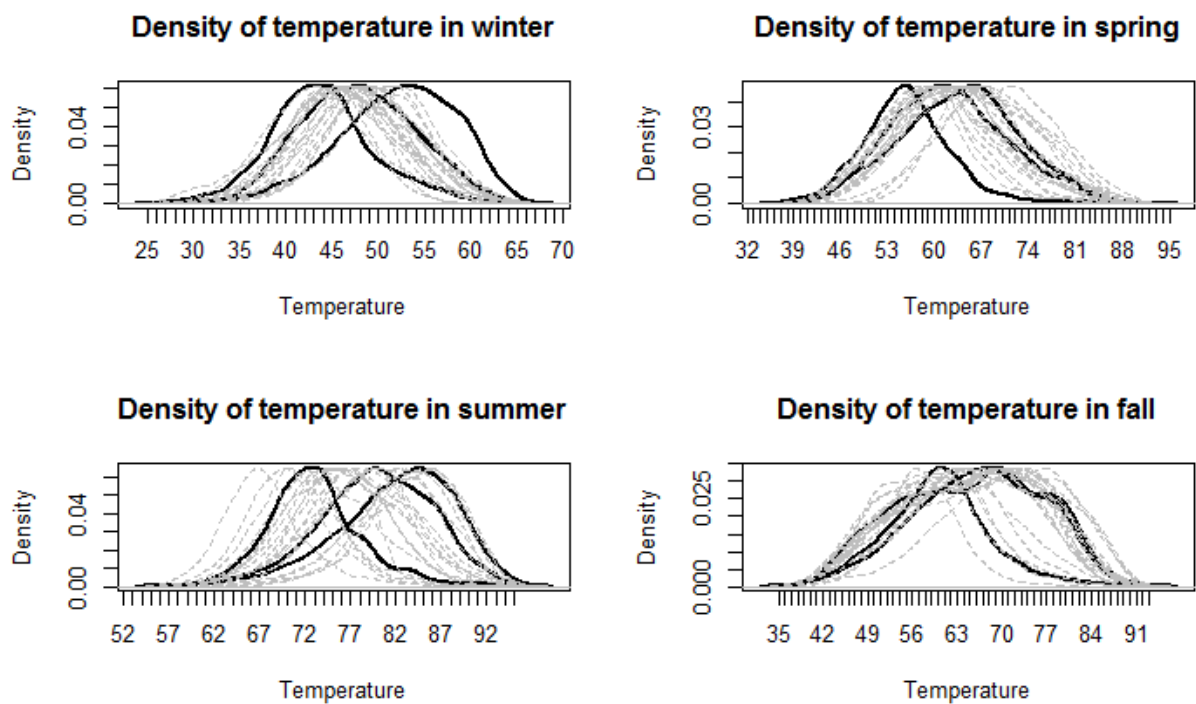 Density of temperature in winter
Density
0.00 0.04
25 30 35 40 45 50 55 60 65 70
Temperature
Density of temperature in spring
Density
0.00 0.03
32 39 46 53 60 67 74 81 88 95
Temperature
Density of temperature in summer
Density
0.00 0.04
52 57 62 67 72 77 82 87 92
Temperature
Density of temperature in fall
Density
0.000 0.025
35 42 49 56 63 70 77 84 91
Temperature